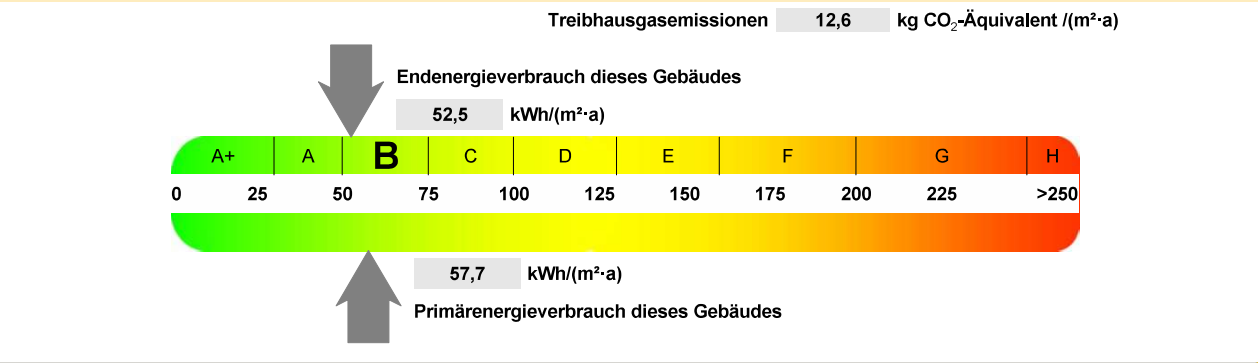 Treibhausgasemissionen 12,6 kg CO₂-Äquivalent /(m²·a)
Endenergieverbrauch dieses Gebäudes
52,5 kWh/(m²·a)
A+ A B C D E F G H
0 25 50 75 100 125 150 175 200 225 >250
57,7 kWh/(m²·a)
Primärenergieverbrauch dieses Gebäudes